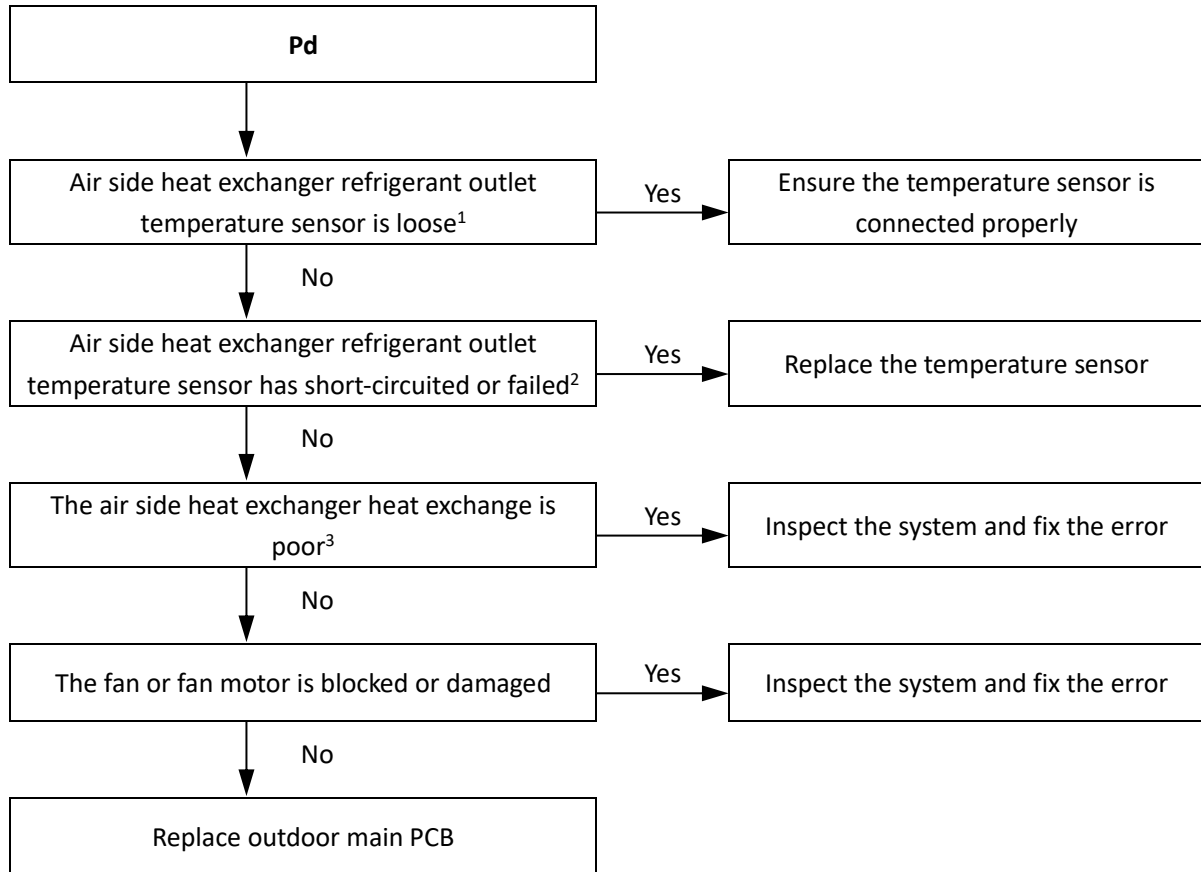 Pd
Air side heat exchanger refrigerant outlet
temperature sensor is loose¹
Yes
Ensure the temperature sensor is
connected properly
No
Air side heat exchanger refrigerant outlet
temperature sensor has short-circuited or failed²
Yes
Replace the temperature sensor
No
The air side heat exchanger heat exchange is
poor³
Yes
Inspect the system and fix the error
No
The fan or fan motor is blocked or damaged
Yes
Inspect the system and fix the error
No
Replace outdoor main PCB